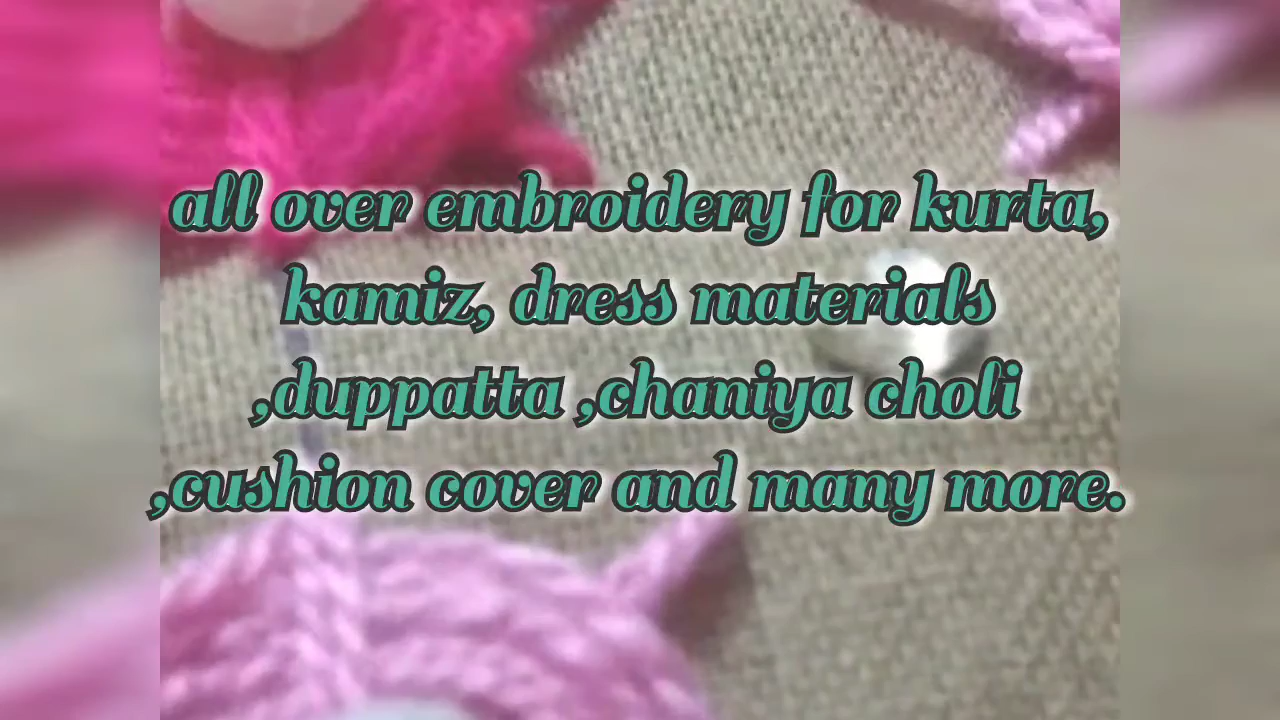 all over embroidery for kurta,
kamiz, dress materials
,duppatta ,chaniya choli
,cushion cover and many more.